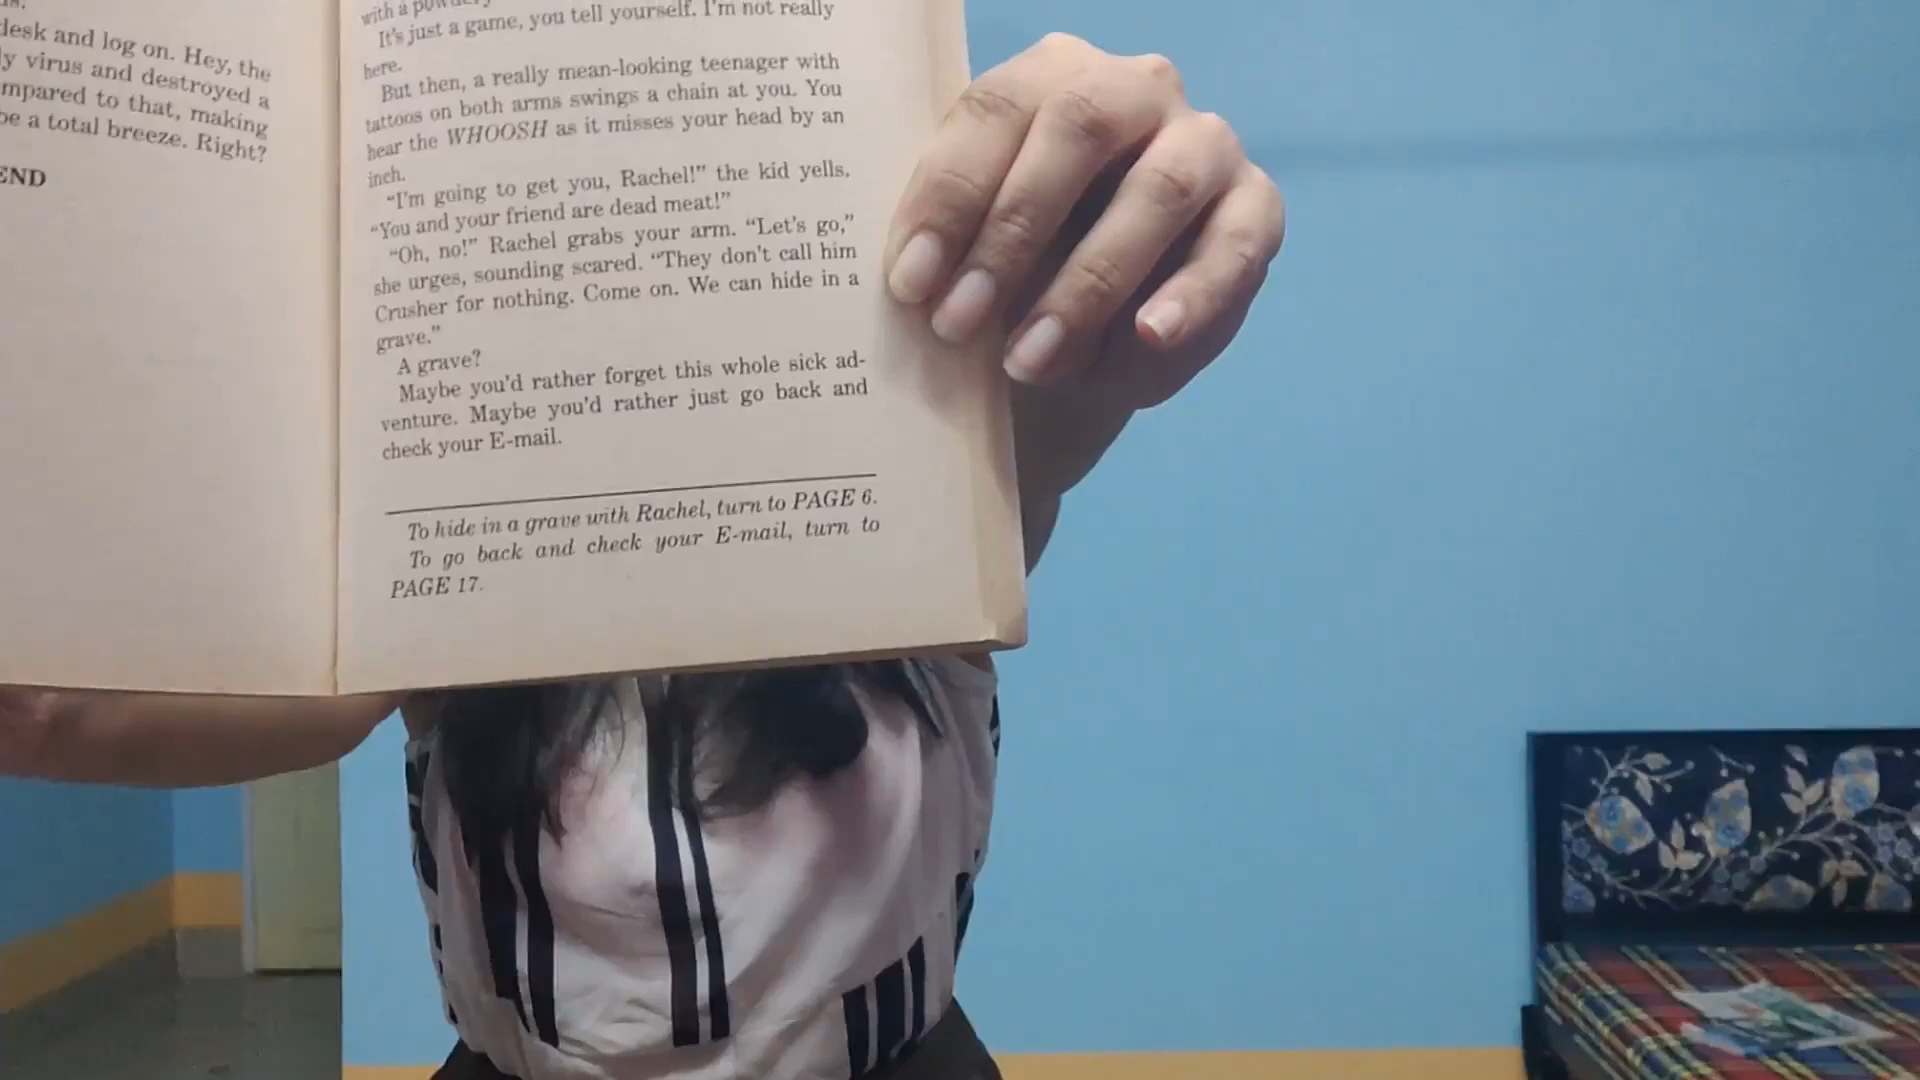 desk and log on. Hey, the
y virus and destroyed a
mpared to that, making
be a total breeze. Right?
END
with a
It's just a game, you tell yourself. I'm not really
here.
But then, a really mean-looking teenager with
tattoos on both arms swings a chain at you. You
hear the WHOOSH as it misses your head by an
inch.
“I'm going to get you, Rachel!” the kid yells.
“You and your friend are dead meat!”
“Oh, no!” Rachel grabs your arm. “Let's go,”
she urges, sounding scared. “They don't call him
Crusher for nothing. Come on. We can hide in a
grave.”
A grave?
Maybe you'd rather forget this whole sick ad-
venture. Maybe you'd rather just go back and
check your E-mail.
To hide in a grave with Rachel, turn to PAGE 6.
To go back and check your E-mail, turn to
PAGE 17.